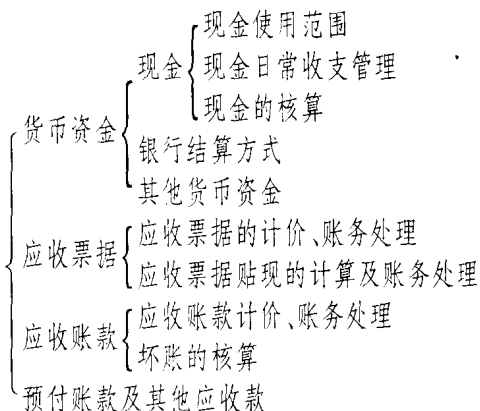 现金使用范围
现金
现金日常收支管理
现金的核算
货币资金
银行结算方式
其他货币资金
应收票据的计价、账务处理
应收票据
应收票据贴现的计算及账务处理
应收账款计价、账务处理
应收账款
坏账的核算
预付账款及其他应收款